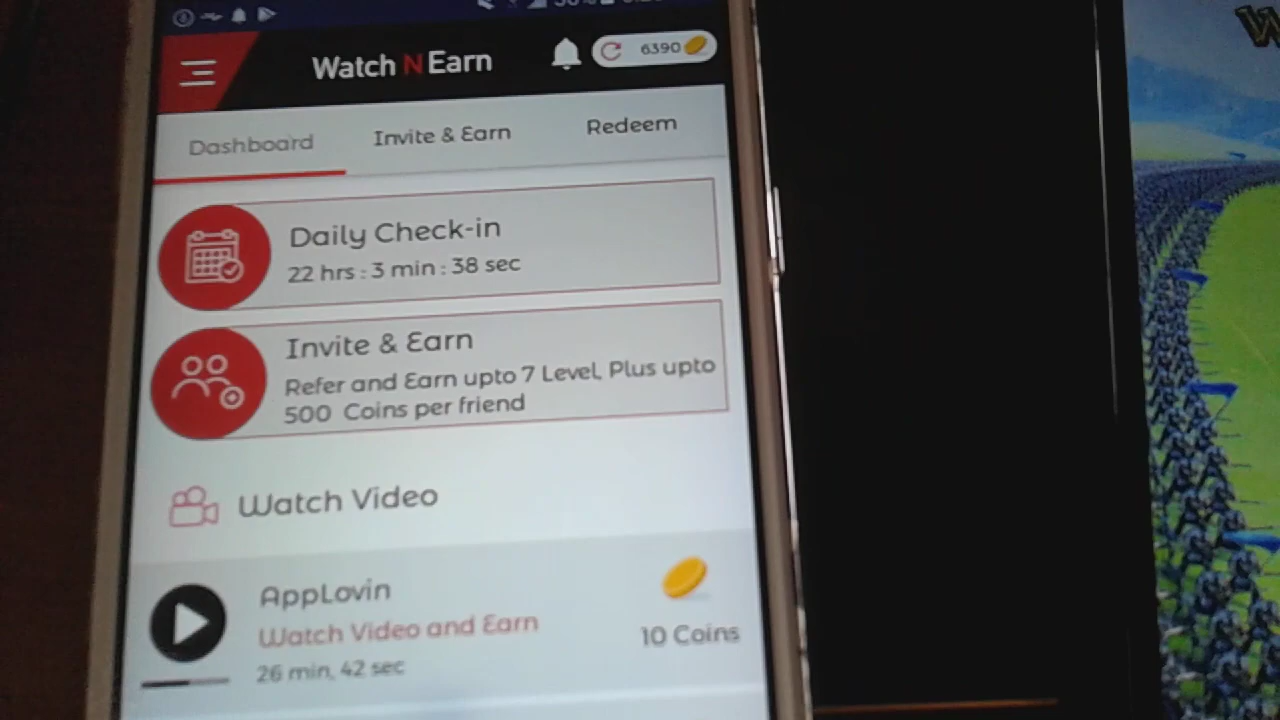 Watch N Earn
6390
Dashboard
Invite & Earn
Redeem
Daily Check-in
22 hrs : 3 min : 38 sec
Invite & Earn
Refer and Earn upto 7 Level, Plus upto
500 Coins per friend
Watch Video
AppLovin
Watch Video and Earn
10 Coins
26 min, 42 sec